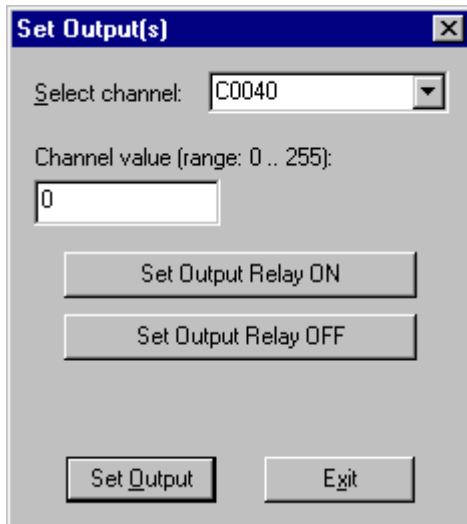 Set Output(s)
Select channel: C0040
Channel value (range: 0 .. 255):
0
Set Output Relay ON
Set Output Relay OFF
Set Output Exit